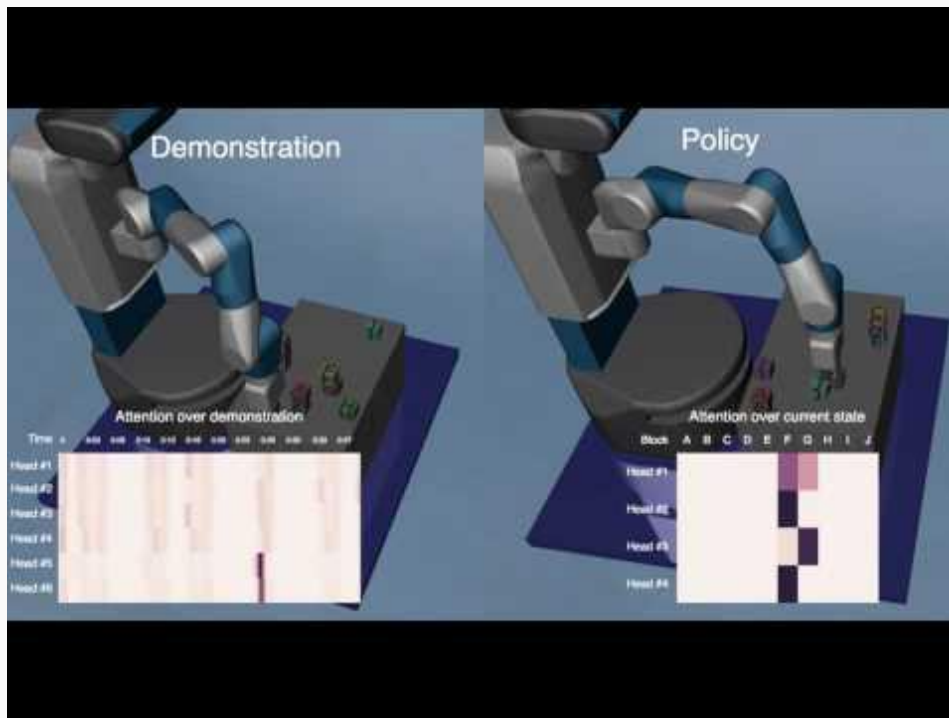 Demonstration
Policy
Attention over demonstration
Time
Head #1
Head #2
Head #3
Head #4
Head #5
Head #6
Attention over current state
Block A B C D E F G H I J
Head #1
Head #2
Head #3
Head #4